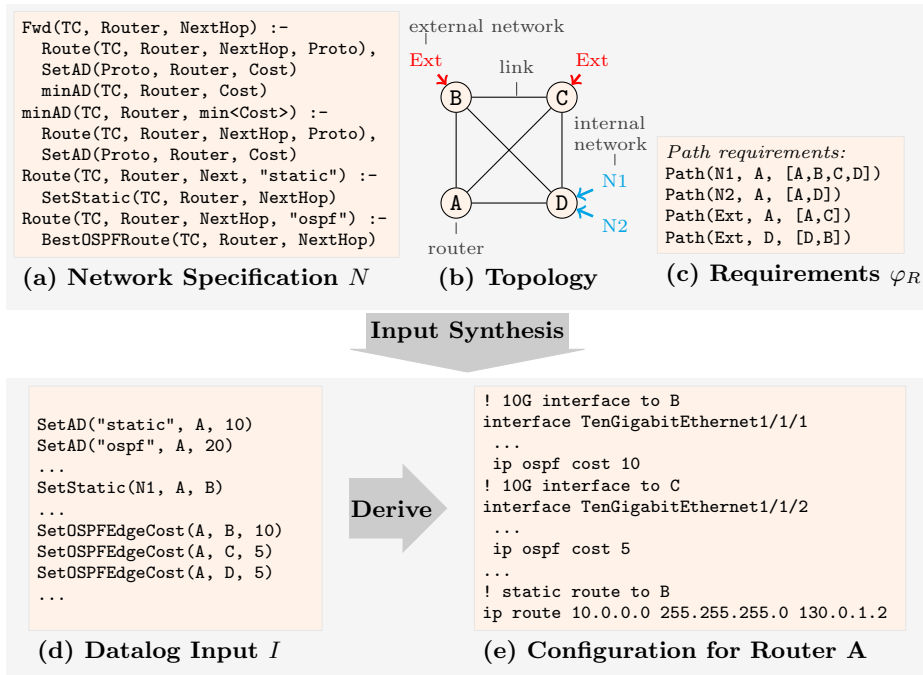 Fwd(TC, Router, NextHop) :-
Route(TC, Router, NextHop, Proto),
SetAD(Proto, Router, Cost)
minAD(TC, Router, Cost)
minAD(TC, Router, min<Cost>) :-
Route(TC, Router, NextHop, Proto),
SetAD(Proto, Router, Cost)
Route(TC, Router, Next, "static") :-
SetStatic(TC, Router, NextHop)
Route(TC, Router, NextHop, "ospf") :-
BestOSPFRoute(TC, Router, NextHop)
(a) Network Specification N
external network
Ext
link
Ext
B
C
internal
network
N1
A
D
N2
router
(b) Topology
Path requirements:
Path(N1, A, [A,B,C,D])
Path(N2, A, [A,D])
Path(Ext, A, [A,C])
Path(Ext, D, [D,B])
(c) Requirements φR
Input Synthesis
SetAD("static", A, 10)
SetAD("ospf", A, 20)
...
SetStatic(N1, A, B)
...
SetOSPFEdgeCost(A, B, 10)
SetOSPFEdgeCost(A, C, 5)
SetOSPFEdgeCost(A, D, 5)
...
(d) Datalog Input I
Derive
! 10G interface to B
interface TenGigabitEthernet1/1/1
...
ip ospf cost 10
! 10G interface to C
interface TenGigabitEthernet1/1/2
...
ip ospf cost 5
...
! static route to B
ip route 10.0.0.0 255.255.255.0 130.0.1.2
(e) Configuration for Router A